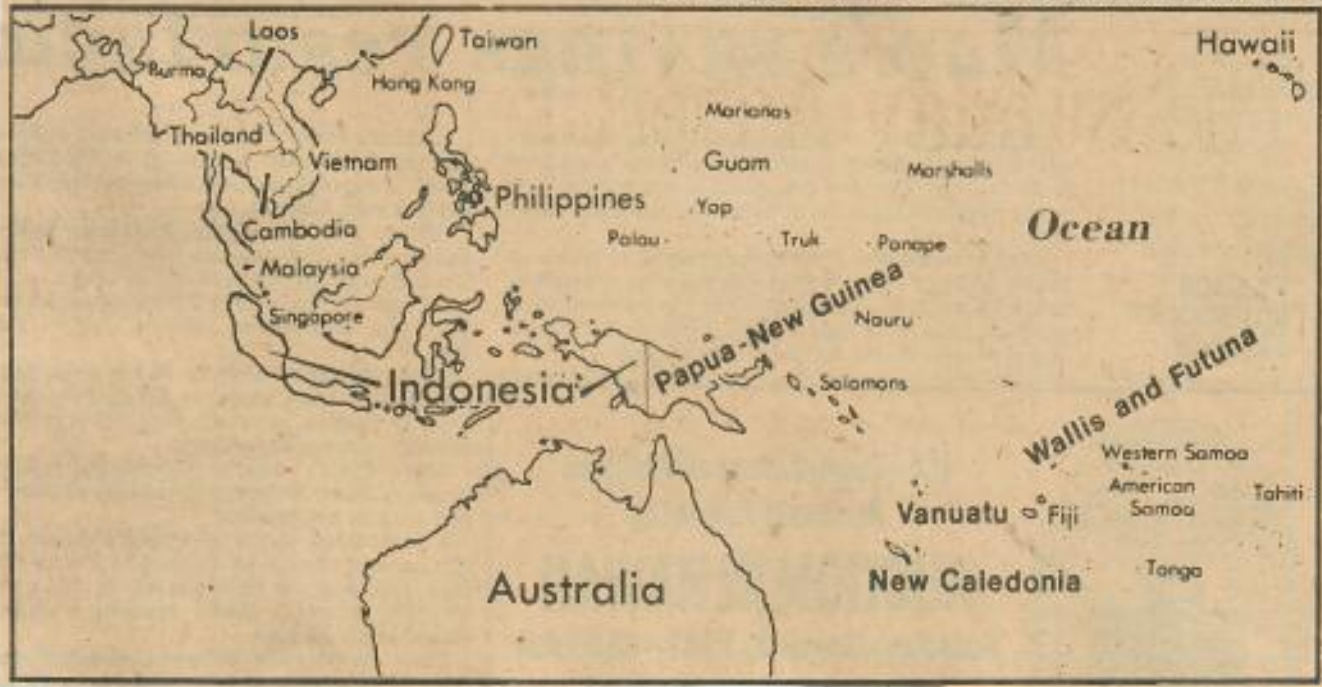 Laos
Taiwan
Hawaii
Burma
Hong Kong
Marianas
Thailand
Vietnam
Guam
Marshalls
Philippines
Yap
Cambodia
Palau
Truk
Ponape
Ocean
Malaysia
Singapore
Papua-New Guinea
Nauru
Indonesia
Solomons
Wallis and Futuna
Western Samoa
American
Samoa
Tahiti
Vanuatu
Fiji
Australia
New Caledonia
Tonga